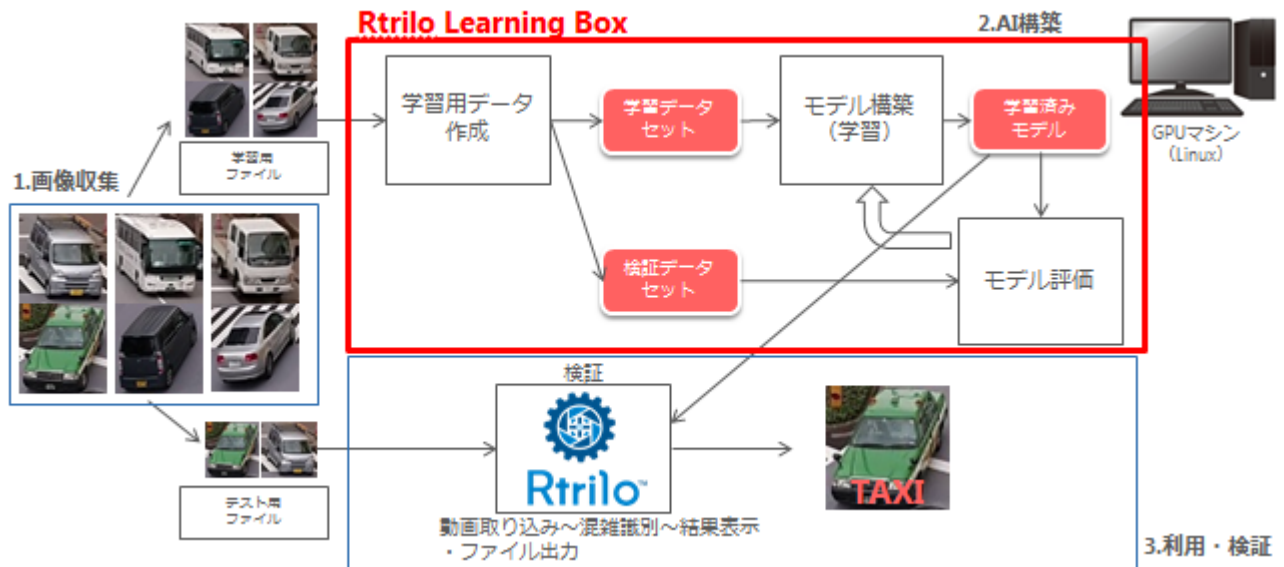 Rtrilo Learning Box
2.AI構築
学習用データ
作成
学習データ
セット
モデル構築
(学習)
学習済み
モデル
GPUマシン
(Linux)
学習用
ファイル
1.画像収集
検証データ
セット
モデル評価
検証
Rtrilo™
TAXI
テスト用
ファイル
動画取り込み～混雑識別～結果表示
・ファイル出力
3.利用・検証